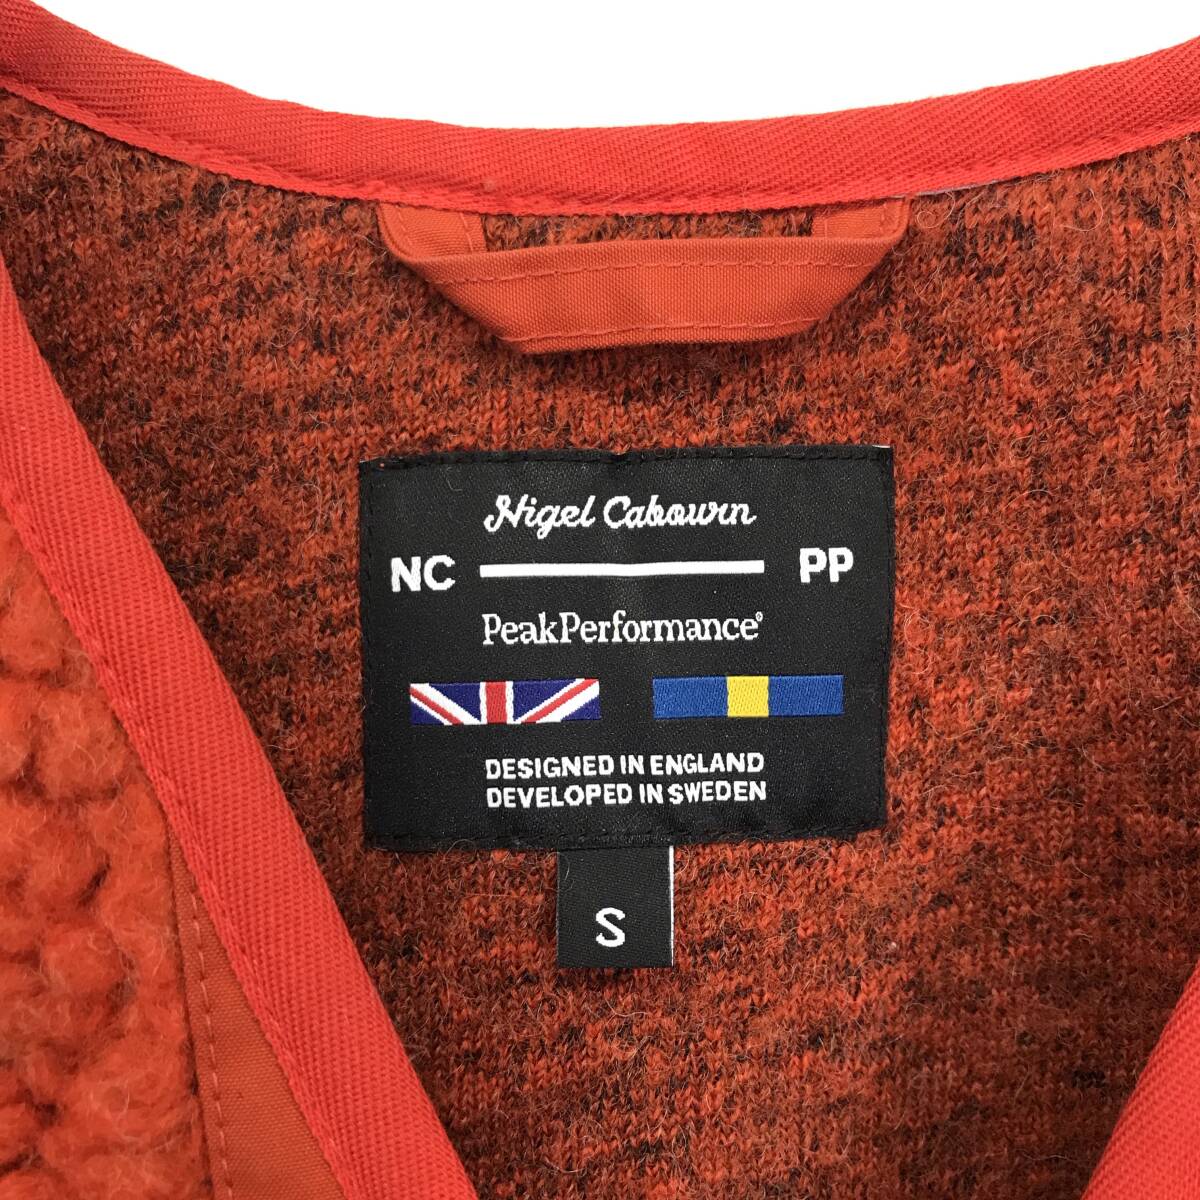 Nigel Cabourn
NC PP
PeakPerformance®
DESIGNED IN ENGLAND
DEVELOPED IN SWEDEN
S